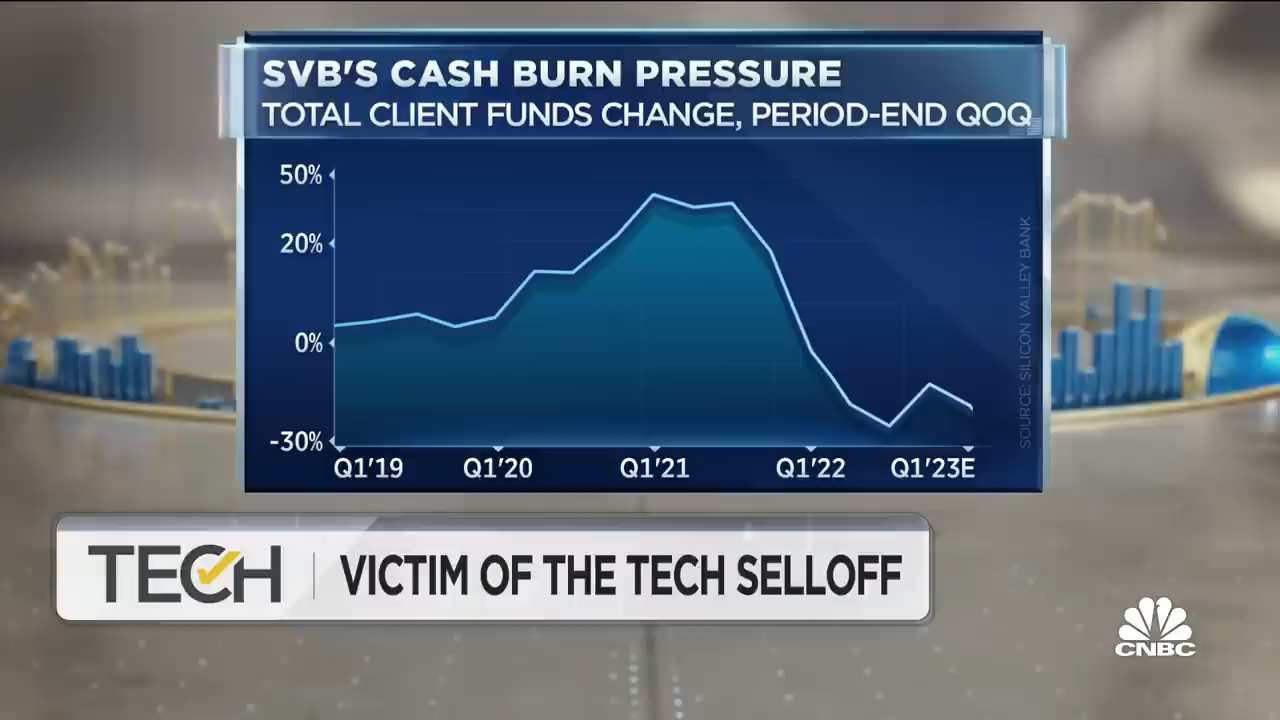 SVB'S CASH BURN PRESSURE
TOTAL CLIENT FUNDS CHANGE, PERIOD-END QOQ
50%
20%
0%
-30%
Q1'19
Q1'20
Q1'21
Q1'22
Q1'23E
SOURCE: SILICON VALLEY BANK
TECH
VICTIM OF THE TECH SELLOFF
CNBC